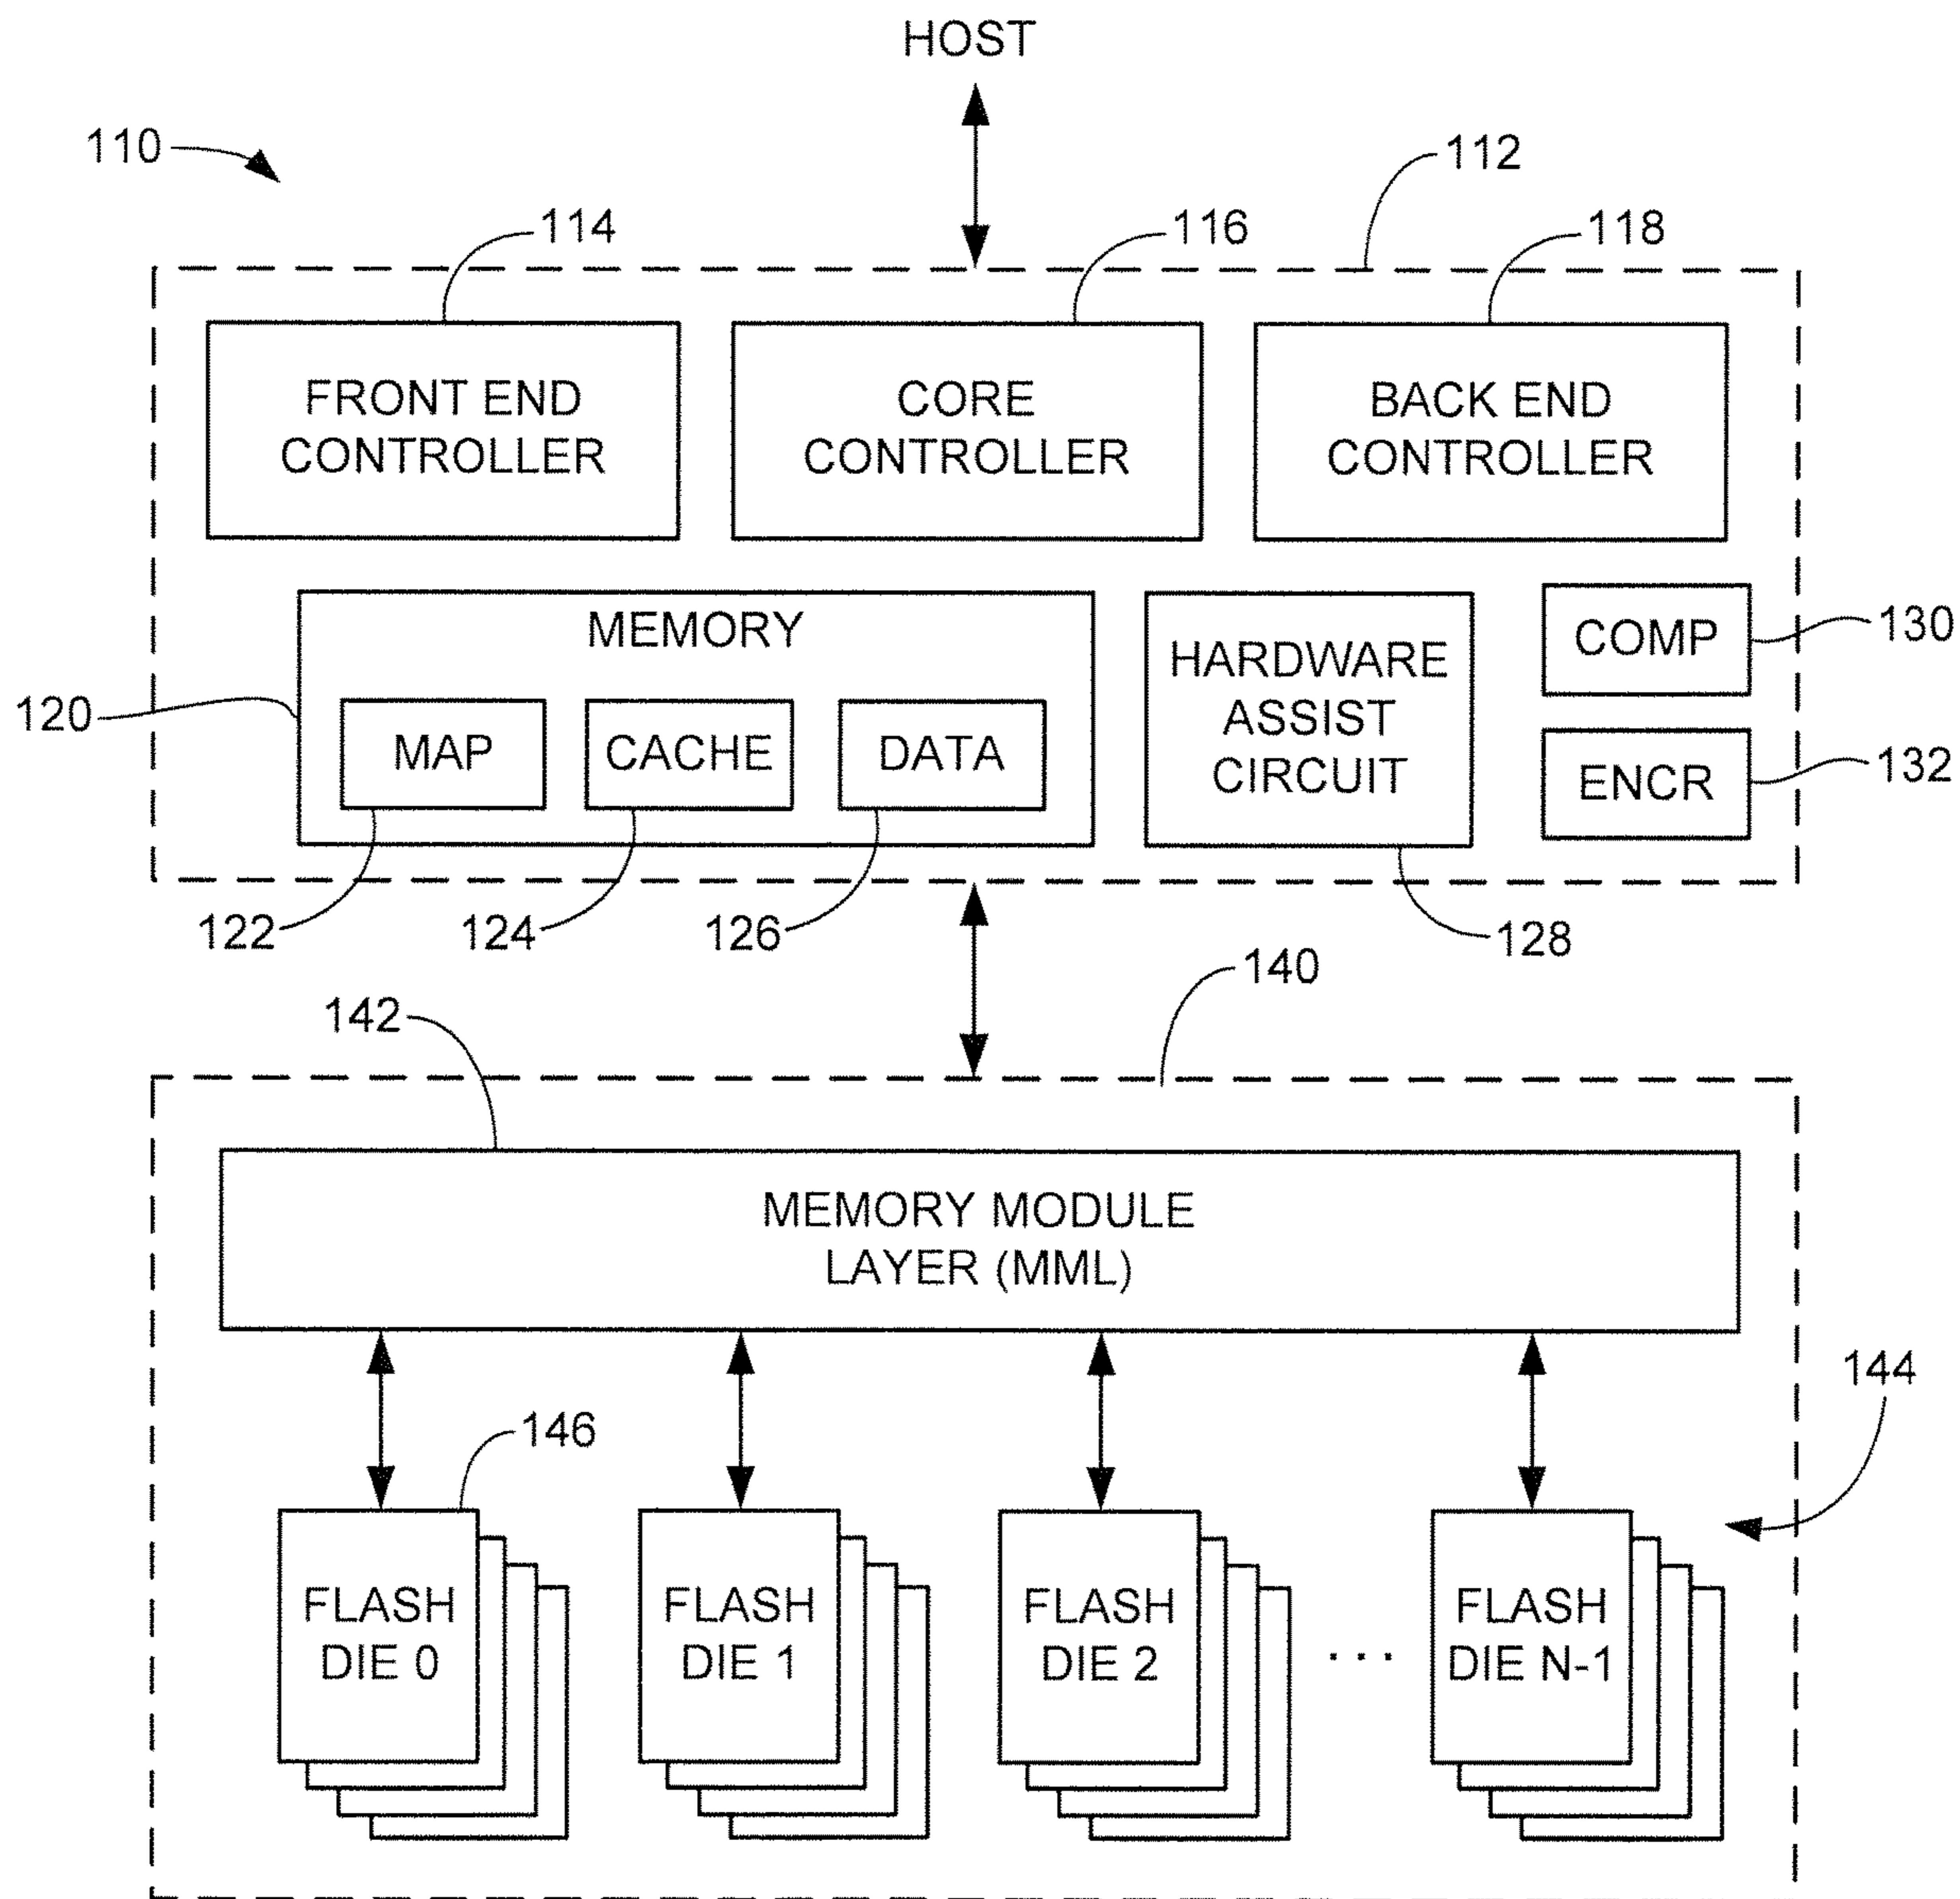 HOST
110
112
114
116
118
FRONT END
CONTROLLER
CORE
CONTROLLER
BACK END
CONTROLLER
MEMORY
120
MAP
CACHE
DATA
HARDWARE
ASSIST
CIRCUIT
COMP
130
ENCR
132
122
124
126
128
140
142
MEMORY MODULE
LAYER (MML)
144
146
FLASH
DIE 0
FLASH
DIE 1
FLASH
DIE 2
...
FLASH
DIE N-1